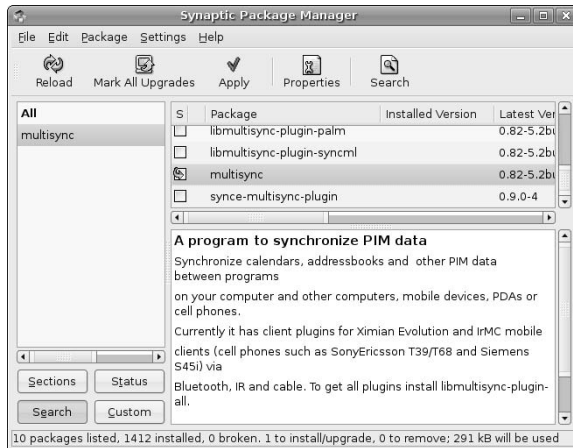 Synaptic Package Manager
File Edit Package Settings Help
Reload Mark All Upgrades Apply Properties Search
All
multisync
S Package Installed Version Latest Ver
libmultisync-plugin-palm 0.82-5.2bu
libmultisync-plugin-syncml 0.82-5.2bu
multisync 0.82-5.2bu
synce-multisync-plugin 0.9.0-4
A program to synchronize PIM data
Synchronize calendars, addressbooks and other PIM data
between programs
on your computer and other computers, mobile devices, PDAs or
cell phones.
Currently it has client plugins for Ximian Evolution and IrMC mobile
clients (cell phones such as SonyEricsson T39/T68 and Siemens
S45i) via
Bluetooth, IR and cable. To get all plugins install libmultisync-plugin-
all.
Sections Status
Search Custom
10 packages listed, 1412 installed, 0 broken. 1 to install/upgrade, 0 to remove; 291 kB will be used